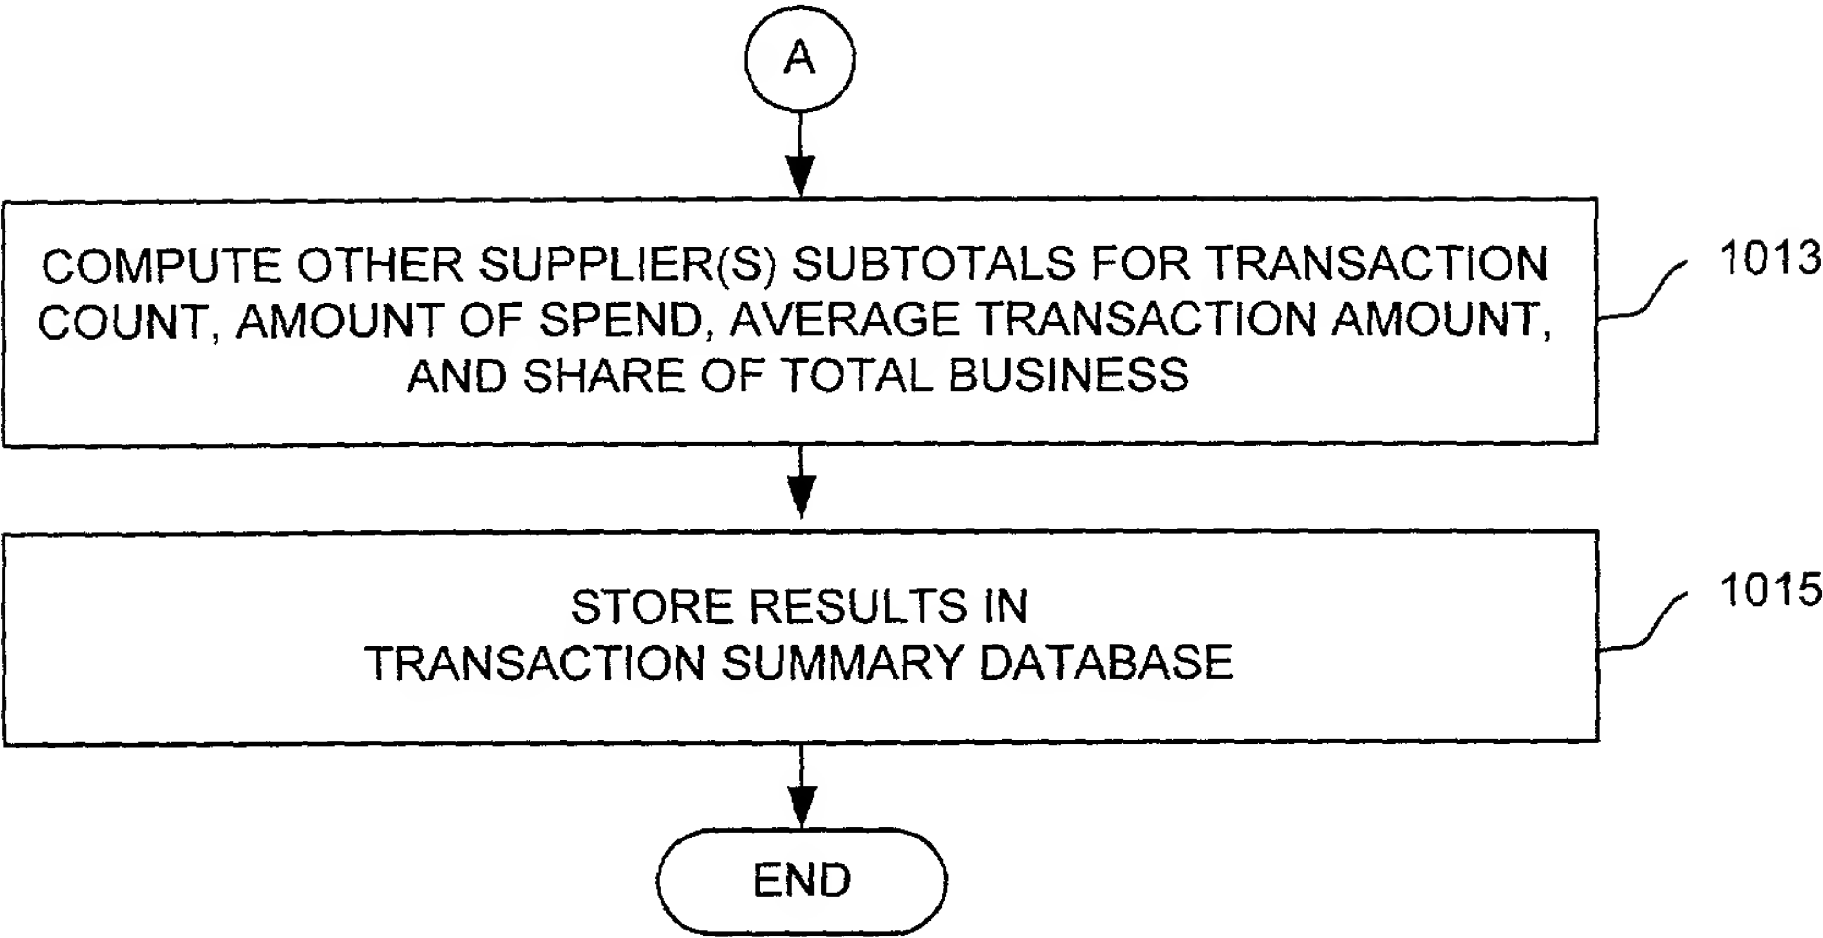 A
COMPUTE OTHER SUPPLIER(S) SUBTOTALS FOR TRANSACTION
COUNT, AMOUNT OF SPEND, AVERAGE TRANSACTION AMOUNT,
AND SHARE OF TOTAL BUSINESS
1013
STORE RESULTS IN
TRANSACTION SUMMARY DATABASE
1015
END